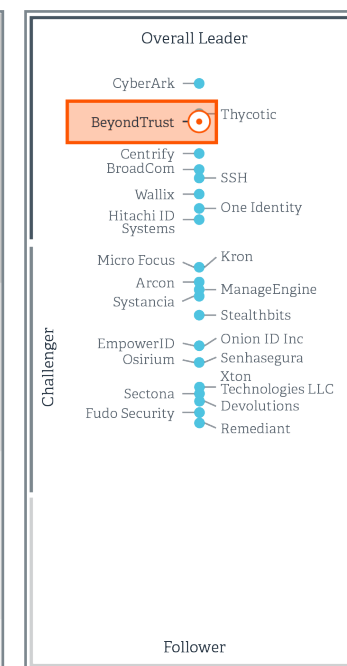 Overall Leader
CyberArk
Thycotic
BeyondTrust
Centrify
BroadCom
SSH
Wallix
One Identity
Hitachi ID
Systems
Kron
Micro Focus
Arcon
ManageEngine
Systancia
Stealthbits
Onion ID Inc
EmpowerID
Senhasegura
Osirium
Xton
Technologies LLC
Sectona
Devolutions
Fudo Security
Remediant
Challenger
Follower